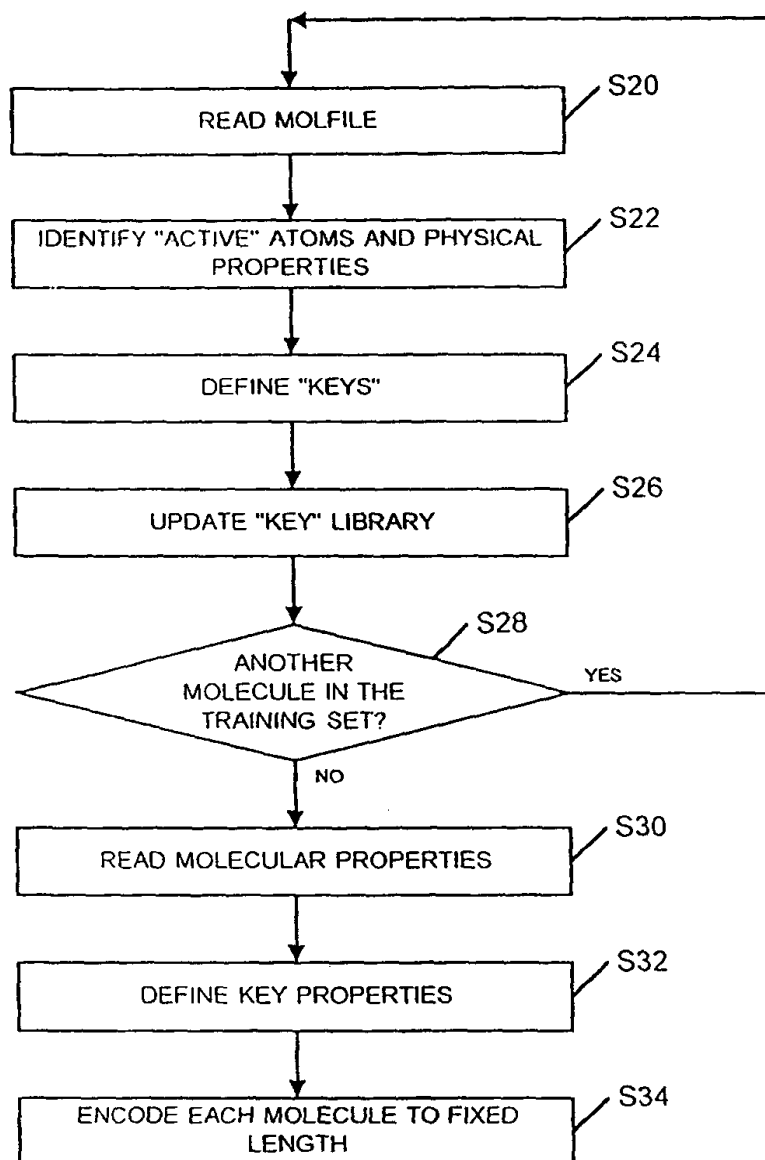 S20
READ MOLFILE
S22
IDENTIFY "ACTIVE" ATOMS AND PHYSICAL
PROPERTIES
S24
DEFINE "KEYS"
S26
UPDATE "KEY" LIBRARY
S28
ANOTHER
MOLECULE IN THE
TRAINING SET?
YES
NO
S30
READ MOLECULAR PROPERTIES
S32
DEFINE KEY PROPERTIES
S34
ENCODE EACH MOLECULE TO FIXED
LENGTH